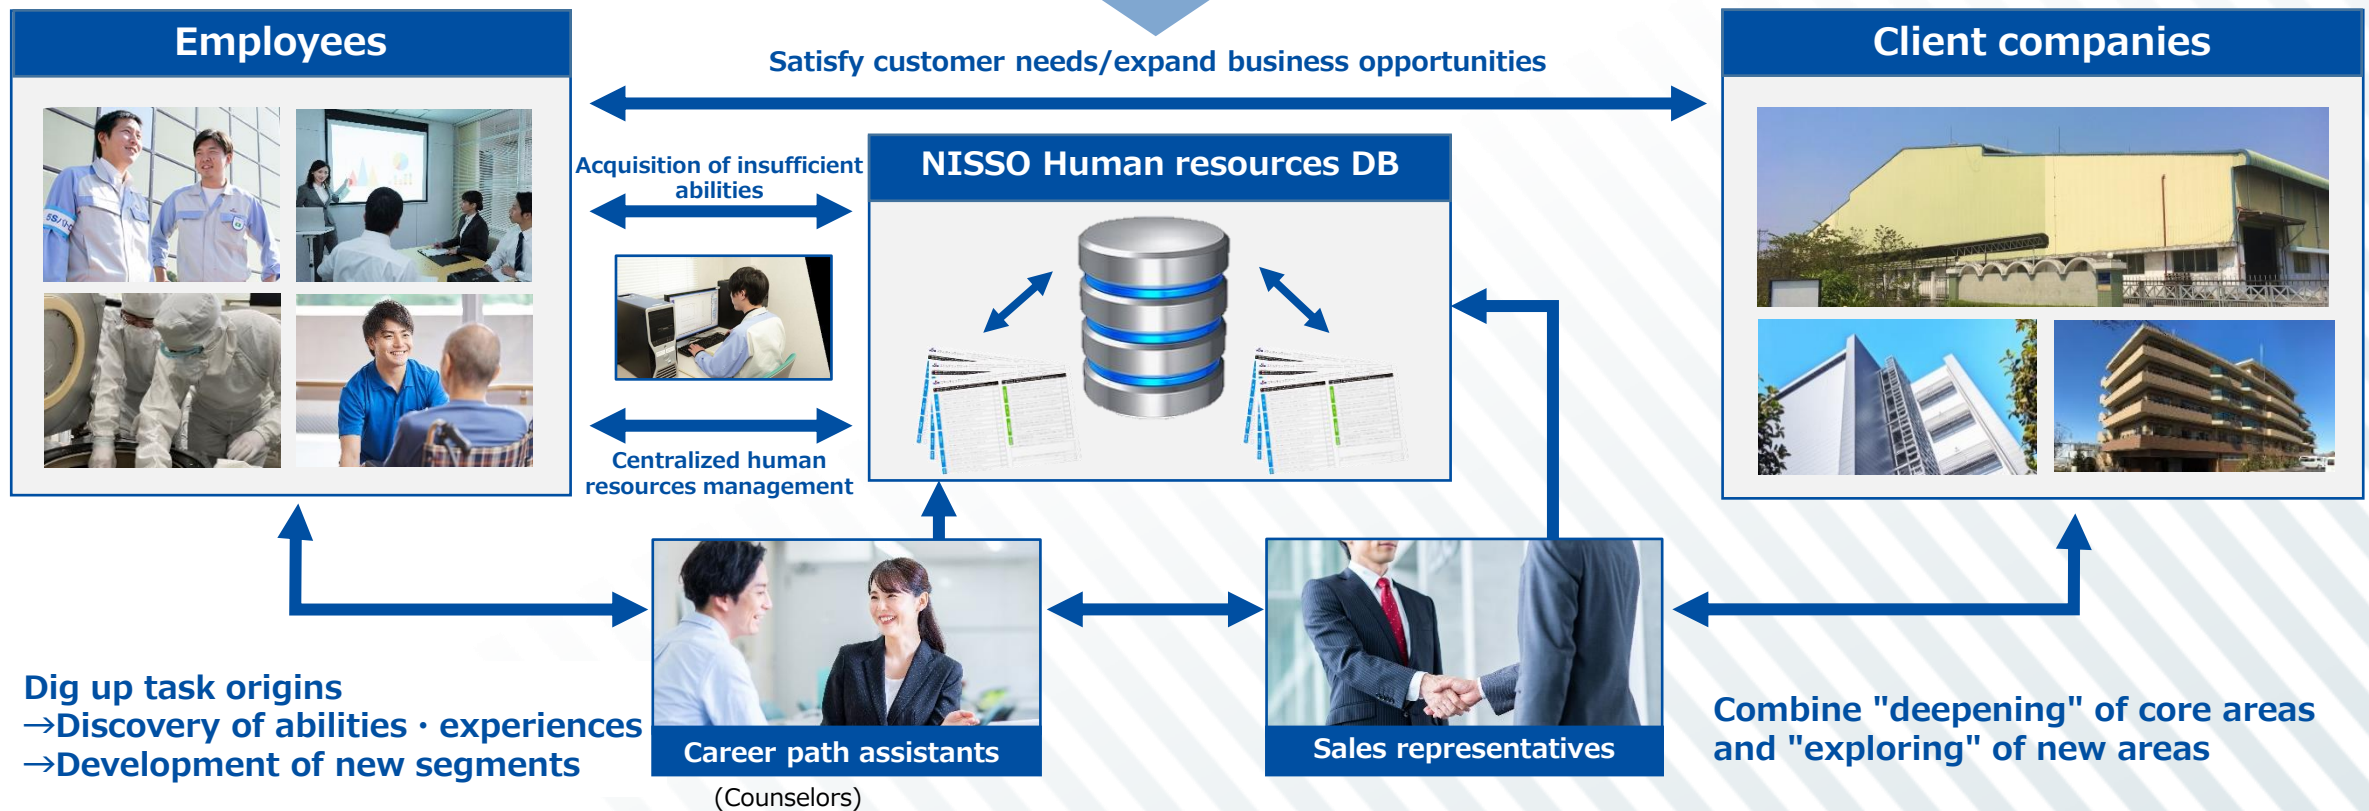 Employees
Satisfy customer needs/expand business opportunities
Client companies
Acquisition of insufficient
abilities
NISSO Human resources DB
Centralized human
resources management
Dig up task origins
→Discovery of abilities・experiences
→Development of new segments
Career path assistants
(Counselors)
Sales representatives
Combine "deepening" of core areas
and "exploring" of new areas